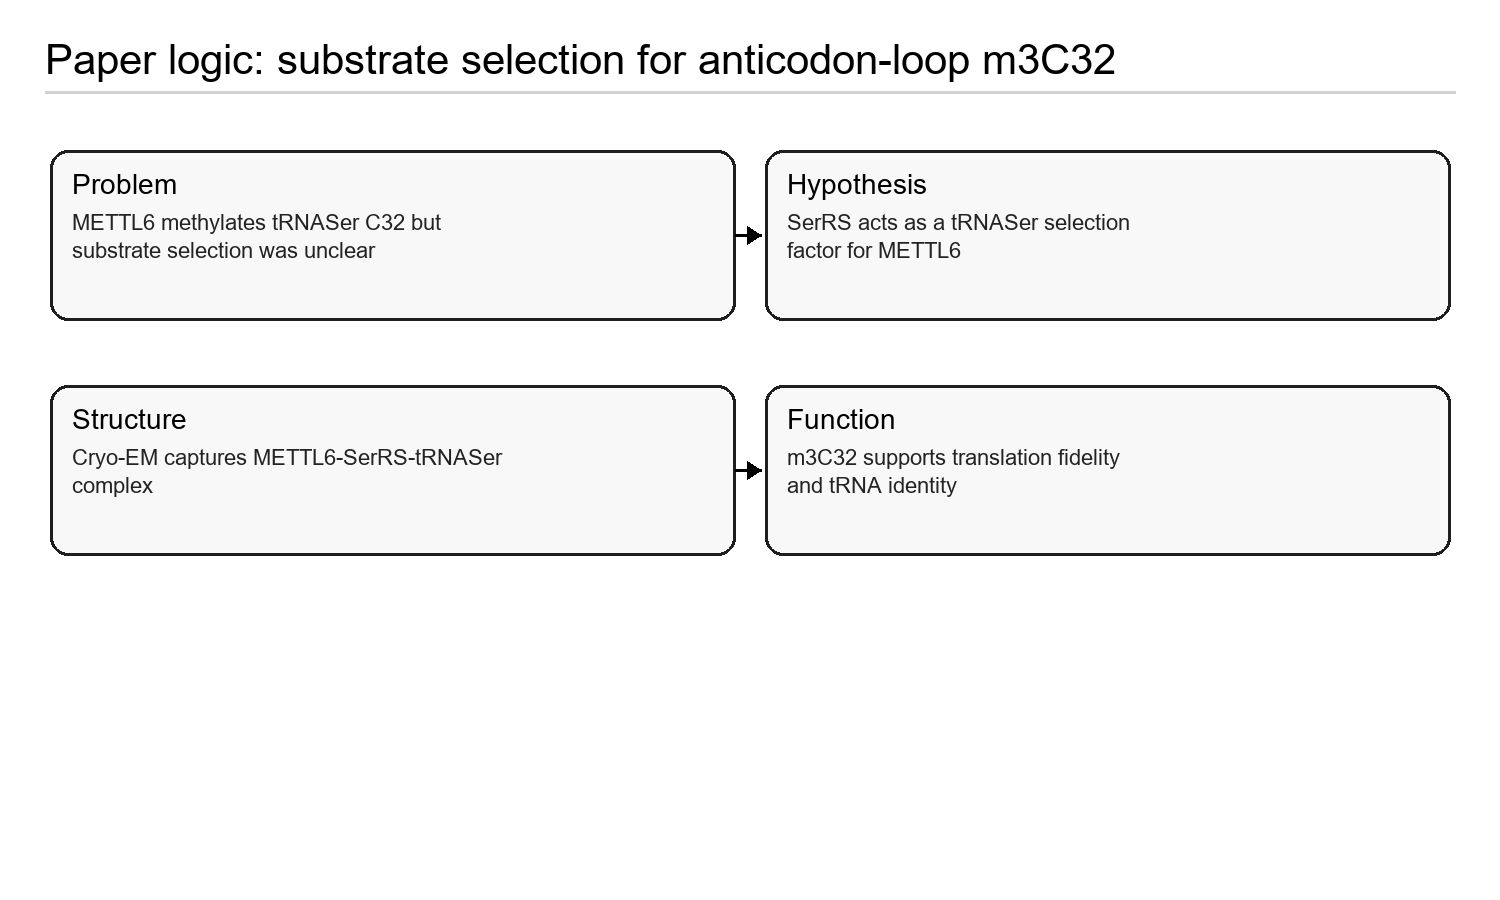 Paper logic: substrate selection for anticodon-loop m3C32
Problem
METTL6 methylates tRNASer C32 but
substrate selection was unclear
Hypothesis
SerRS acts as a tRNASer selection
factor for METTL6
Structure
Cryo-EM captures METTL6-SerRS-tRNASer
complex
Function
m3C32 supports translation fidelity
and tRNA identity